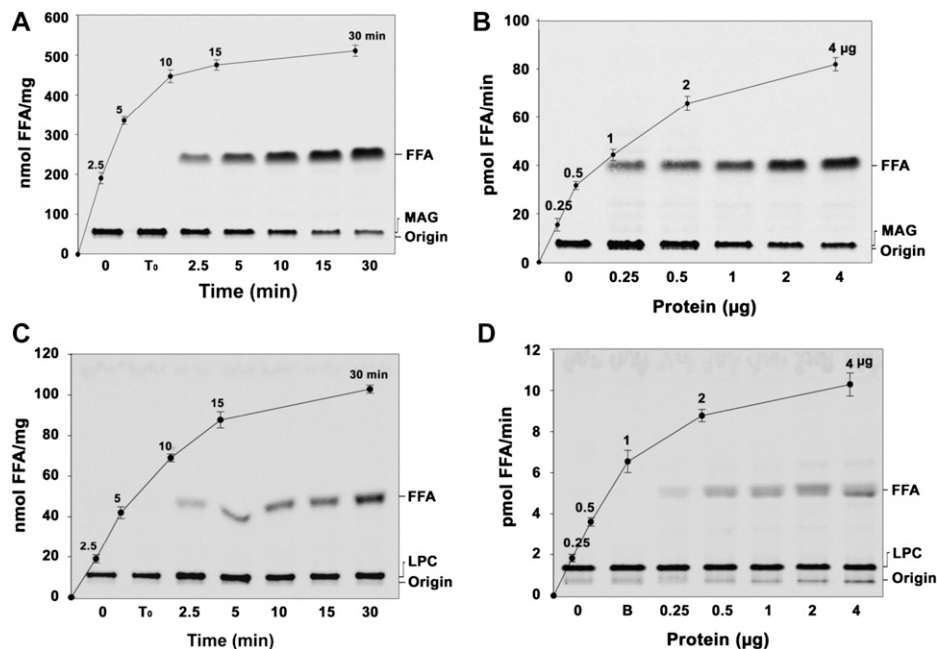 A
600
500
400
300
200
100
0
nmol FFA/mg
2.5
5
10
15
30 min
FFA
MAG
Origin
0 T₀ 2.5 5 10 15 30
Time (min)
B
100
80
60
40
20
0
pmol FFA/min
0.25
0.5
1
2
4 µg
FFA
MAG
Origin
0 0.25 0.5 1 2 4
Protein (µg)
C
120
100
80
60
40
20
0
nmol FFA/mg
2.5
5
10
15
30 min
FFA
LPC
Origin
0 T₀ 2.5 5 10 15 30
Time (min)
D
12
10
8
6
4
2
0
pmol FFA/min
0.25
0.5
1
2
4 µg
FFA
LPC
Origin
0 B 0.25 0.5 1 2 4
Protein (µg)